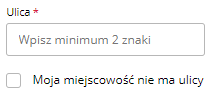 Ulica *
Wpisz minimum 2 znaki
Moja miejscowość nie ma ulicy